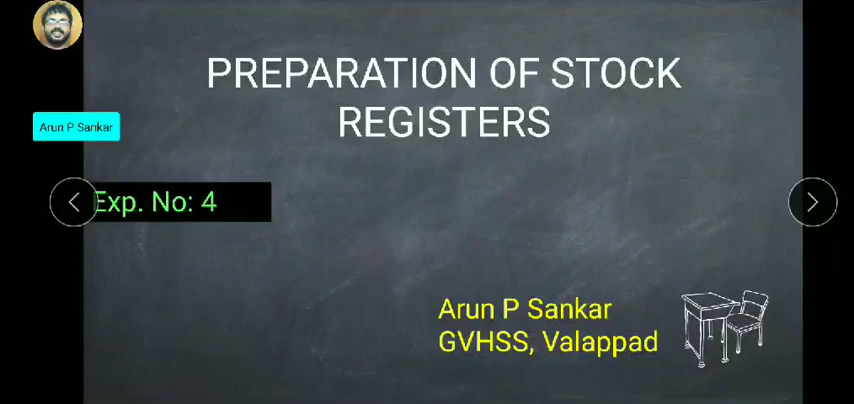 PREPARATION OF STOCK
REGISTERS
Arun P Sankar
Exp. No: 4
Arun P Sankar
GVHSS, Valappad